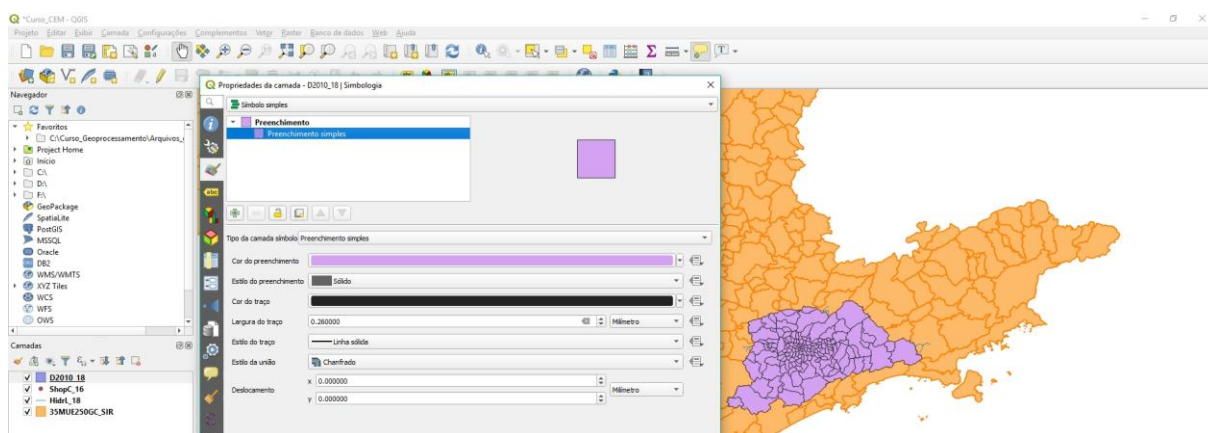 *Curso_CEM - QGIS
Projeto Editar Exibir Camada Configurações Complementos Vetor Raster Banco de dados Web Ajuda
Navegador
Favoritos
C:\Curso_Geoprocessamento\Arquivos_
Project Home
Início
C:\
D:\
F:\
GeoPackage
SpatiaLite
PostGIS
MSSQL
Oracle
DB2
WMS/WMTS
XYZ Tiles
WCS
WFS
OWS
Camadas
D2010_18
ShopC_16
HidrL_18
35MUE250GC_SIR
Propriedades da camada - D2010_18 | Simbologia
Símbolo simples
Preenchimento
Preenchimento simples
abc
Tipo da camada símbolo Preenchimento simples
Cor do preenchimento
Estilo do preenchimento Sólido
Cor do traço
Largura do traço 0.260000 Milímetro
Estilo do traço Linha sólida
Estilo da união Chanfrado
Deslocamento
x 0.000000 Milímetro
y 0.000000